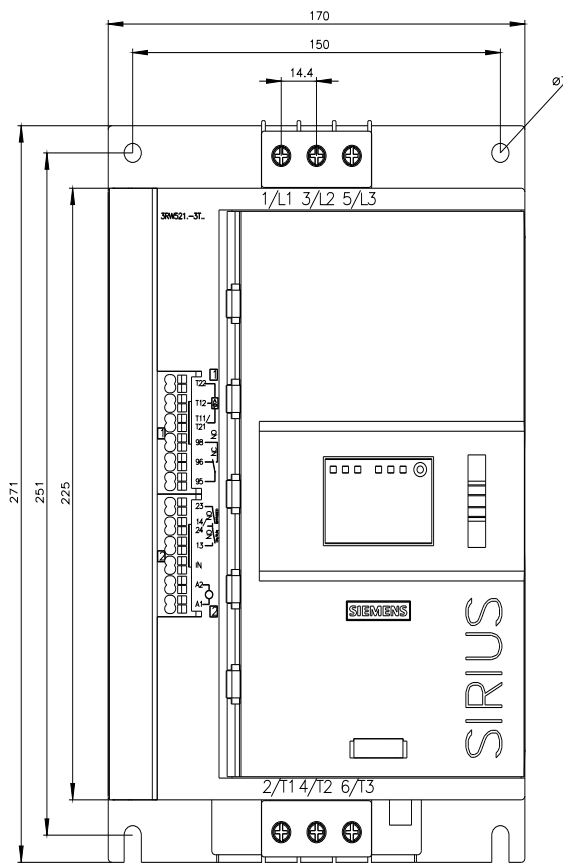 170
150
14.4
1/L1 3/L2 5/L3
3RW521.-3T..
T22
T12
T11/
T21
NO
98
NC
96
95
271
251
225
23
14/
24
NO
NO
13
IN
A2
A1
SIEMENS
SIRIUS
2/T1 4/T2 6/T3